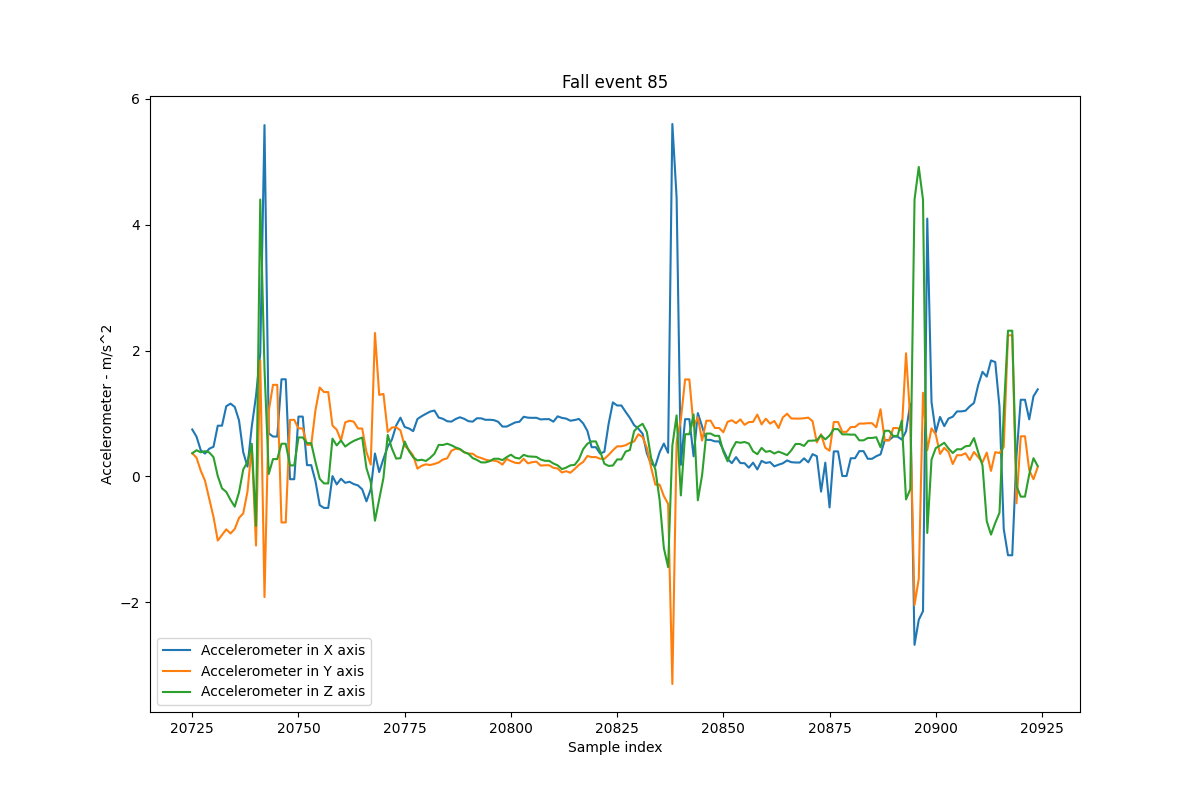 Fall event 85
Accelerometer - m/s^2
6
4
2
0
−2
Accelerometer in X axis
Accelerometer in Y axis
Accelerometer in Z axis
20725 20750 20775 20800 20825 20850 20875 20900 20925
Sample index